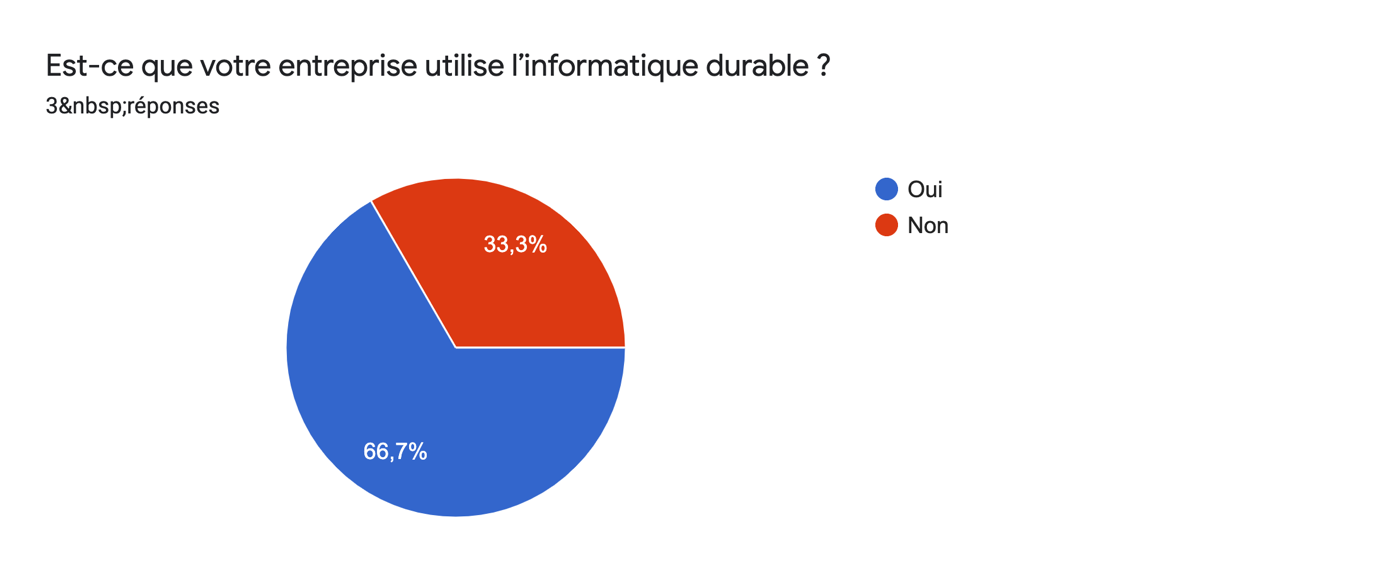 Est-ce que votre entreprise utilise l’informatique durable ?
3&nbsp;réponses
Oui
Non
33,3%
66,7%